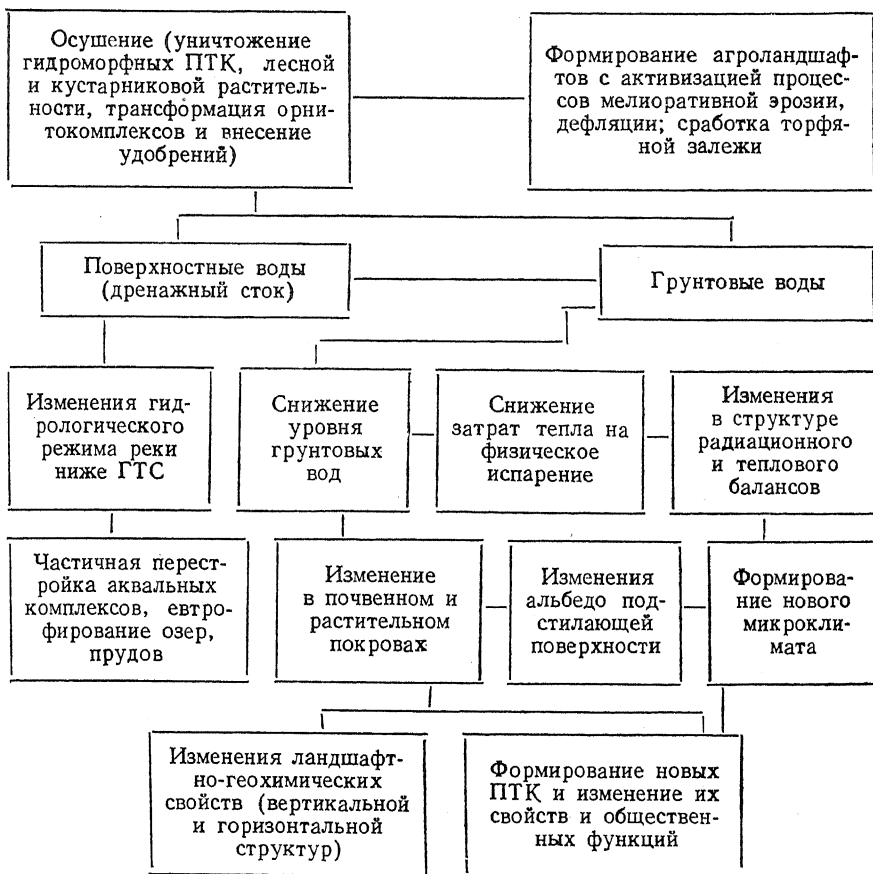 Осушение (уничтожение
гидроморфных ПТК, лесной
и кустарниковой раститель-
ности, трансформация орни-
токомплексов и внесение
удобрений)
Формирование агроландшаф-
тов с активизацией процес-
сов мелиоративной эрозии,
дефляции; сработка торфя-
ной залежи
Поверхностные воды
(дренажный сток)
Грунтовые воды
Изменения гид-
рологического
режима реки
ниже ГТС
Снижение
уровня
грунтовых
вод
Снижение
затрат тепла на
физическое
испарение
Изменения
в структуре
радиационного
и теплового
балансов
Частичная перест-
ройка аквальных
комплексов, евтро-
фирование озер,
прудов
Изменение
в почвенном и
растительном
покровах
Изменения
альбедо под-
стилающей
поверхности
Формирова-
ние нового
микрокли-
мата
Изменения ландшафт-
но-геохимических
свойств (вертикальной
и горизонтальной
структур)
Формирование новых
ПТК и изменение их
свойств и обществен-
ных функций